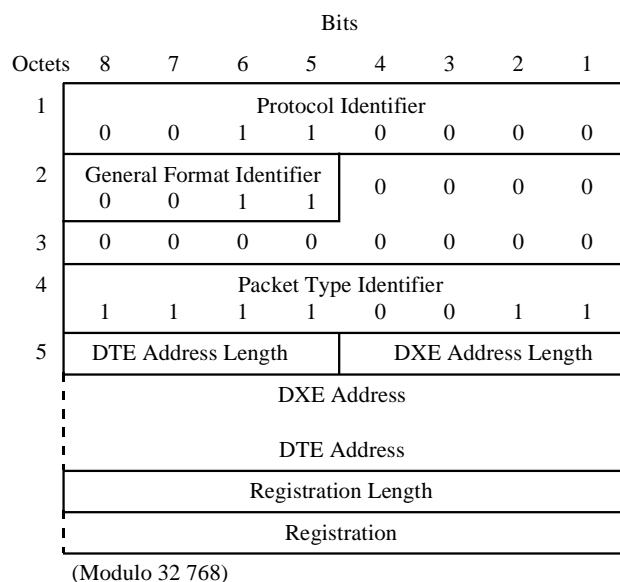 Bits
Octets 8 7 6 5 4 3 2 1
1 Protocol Identifier
0 0 1 1 0 0 0 0
2 General Format Identifier
0 0 1 1 0 0 0 0
3 0 0 0 0 0 0 0 0
4 Packet Type Identifier
1 1 1 1 0 0 1 1
5 DTE Address Length DXE Address Length
DXE Address
DTE Address
Registration Length
Registration
(Modulo 32 768)